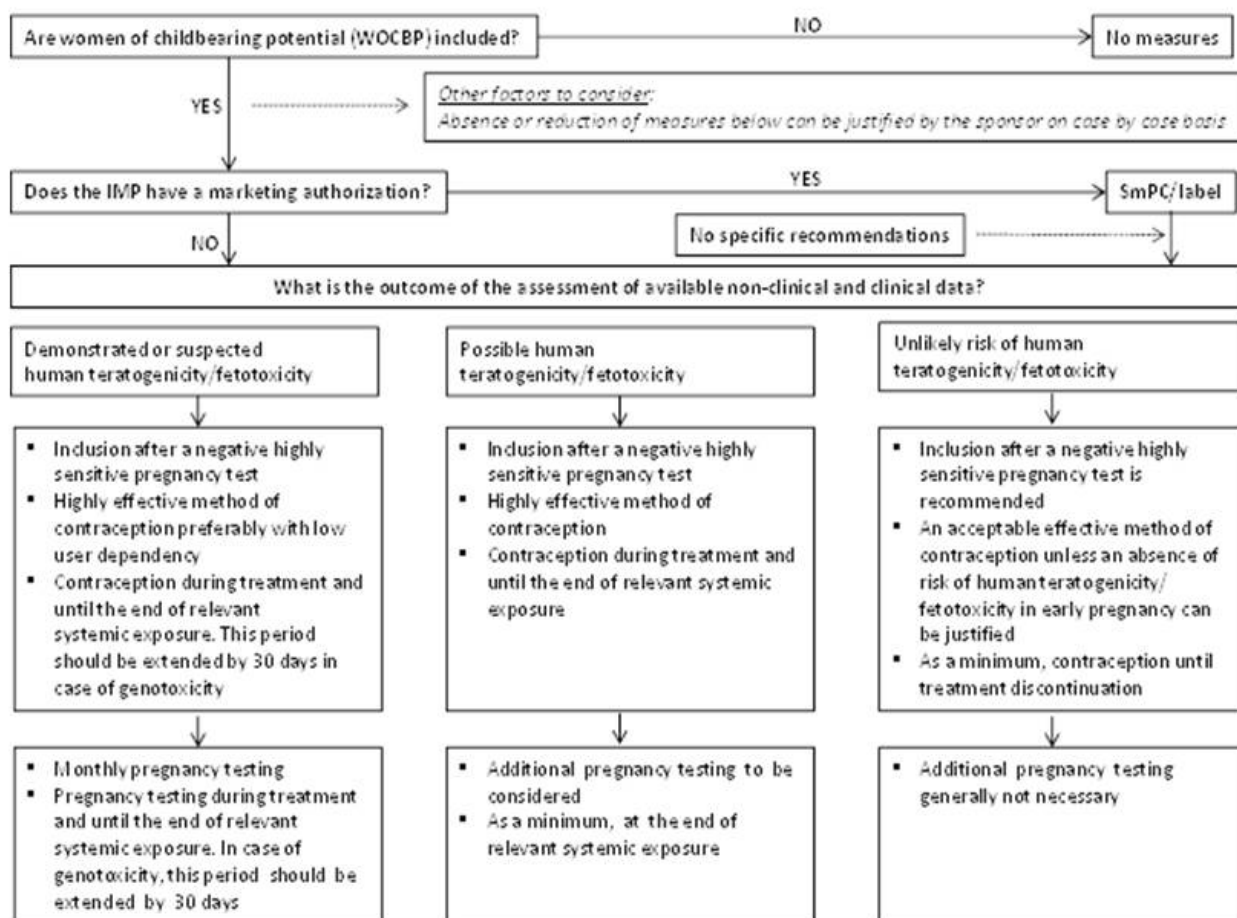 Are women of childbearing potential (WOCBP) included?
NO
No measures
YES
Other factors to consider:
Absence or reduction of measures below can be justified by the sponsor on case by case basis
Does the IMP have a marketing authorization?
YES
SmPC/label
NO
No specific recommendations
What is the outcome of the assessment of available non-clinical and clinical data?
Demonstrated or suspected
human teratogenicity/fetotoxicity
Possible human
teratogenicity/fetotoxicity
Unlikely risk of human
teratogenicity/fetotoxicity
▪ Inclusion after a negative highly
sensitive pregnancy test
▪ Highly effective method of
contraception preferably with low
user dependency
▪ Contraception during treatment and
until the end of relevant
systemic exposure. This period
should be extended by 30 days in
case of genotoxicity
▪ Inclusion after a negative highly
sensitive pregnancy test
▪ Highly effective method of
contraception
▪ Contraception during treatment and
until the end of relevant systemic
exposure
▪ Inclusion after a negative highly
sensitive pregnancy test is
recommended
▪ An acceptable effective method of
contraception unless an absence of
risk of human teratogenicity/
fetotoxicity in early pregnancy can
be justified
▪ As a minimum, contraception until
treatment discontinuation
▪ Monthly pregnancy testing
▪ Pregnancy testing during treatment
and until the end of relevant
systemic exposure. In case of
genotoxicity, this period should be
extended by 30 days
▪ Additional pregnancy testing to be
considered
▪ As a minimum, at the end of
relevant systemic exposure
▪ Additional pregnancy testing
generally not necessary